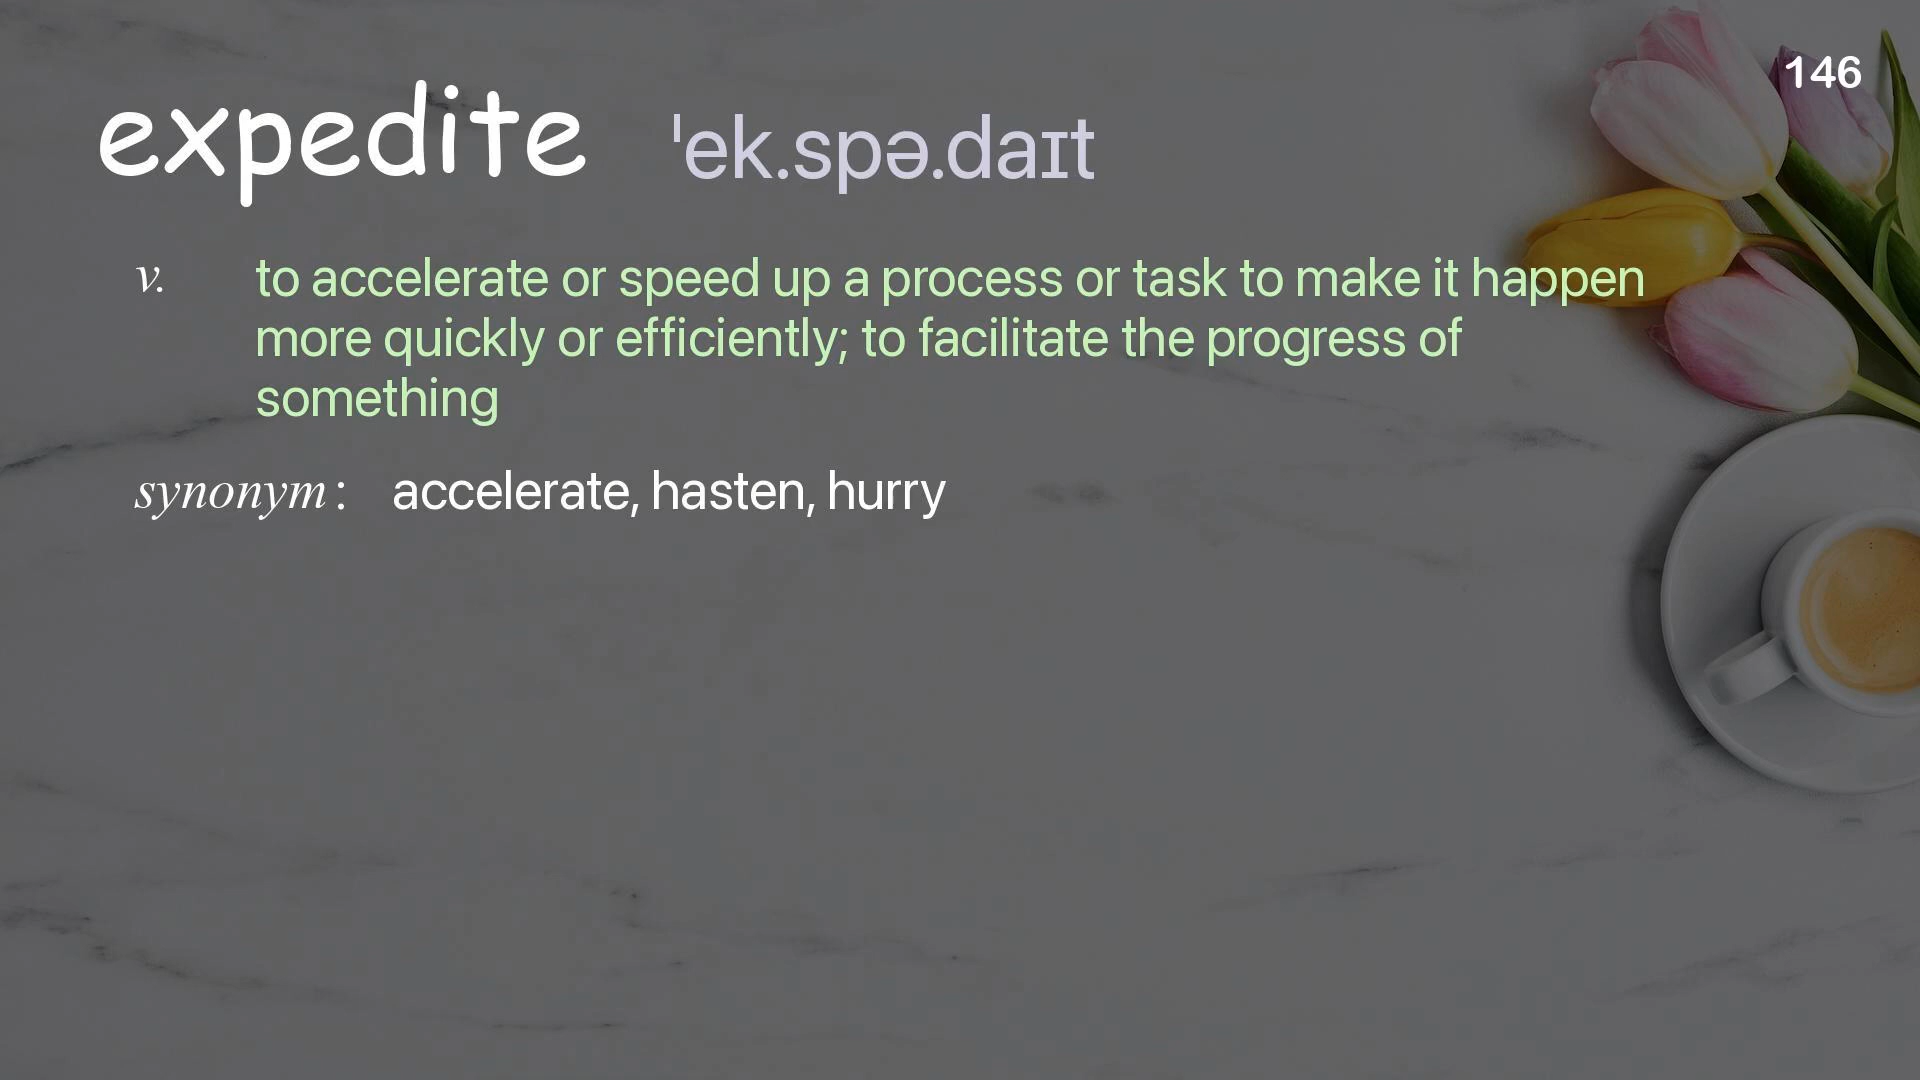 146
expedite ˈek.spə.daɪt
v. to accelerate or speed up a process or task to make it happen
more quickly or efficiently; to facilitate the progress of
something
synonym : accelerate, hasten, hurry